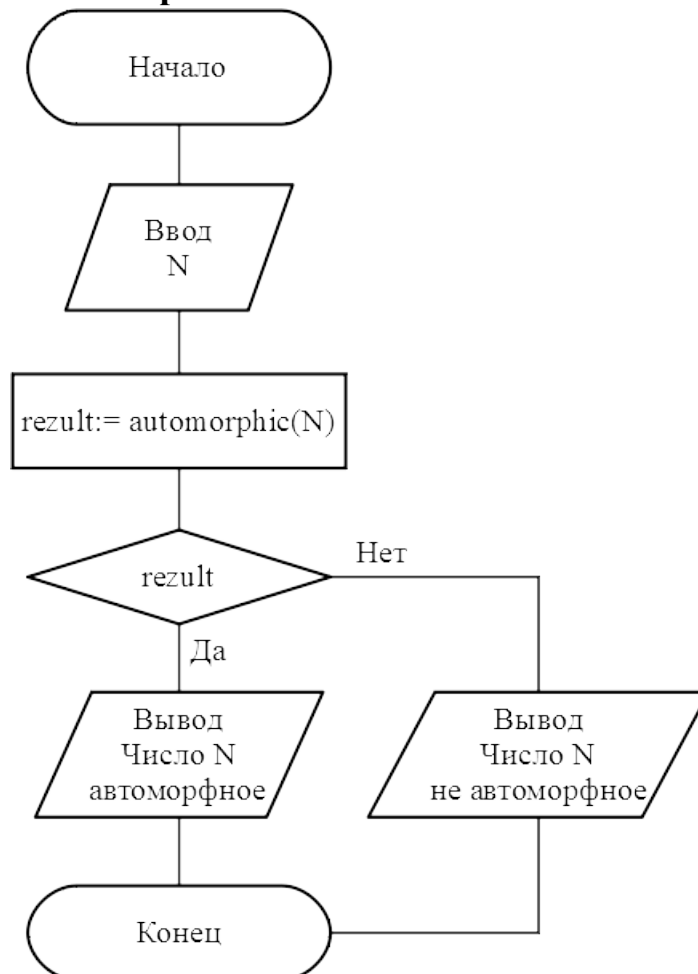 Начало
Ввод
N
rezult:= automorphic(N)
rezult
Нет
Да
Вывод
Число N
автоморфное
Вывод
Число N
не автоморфное
Конец